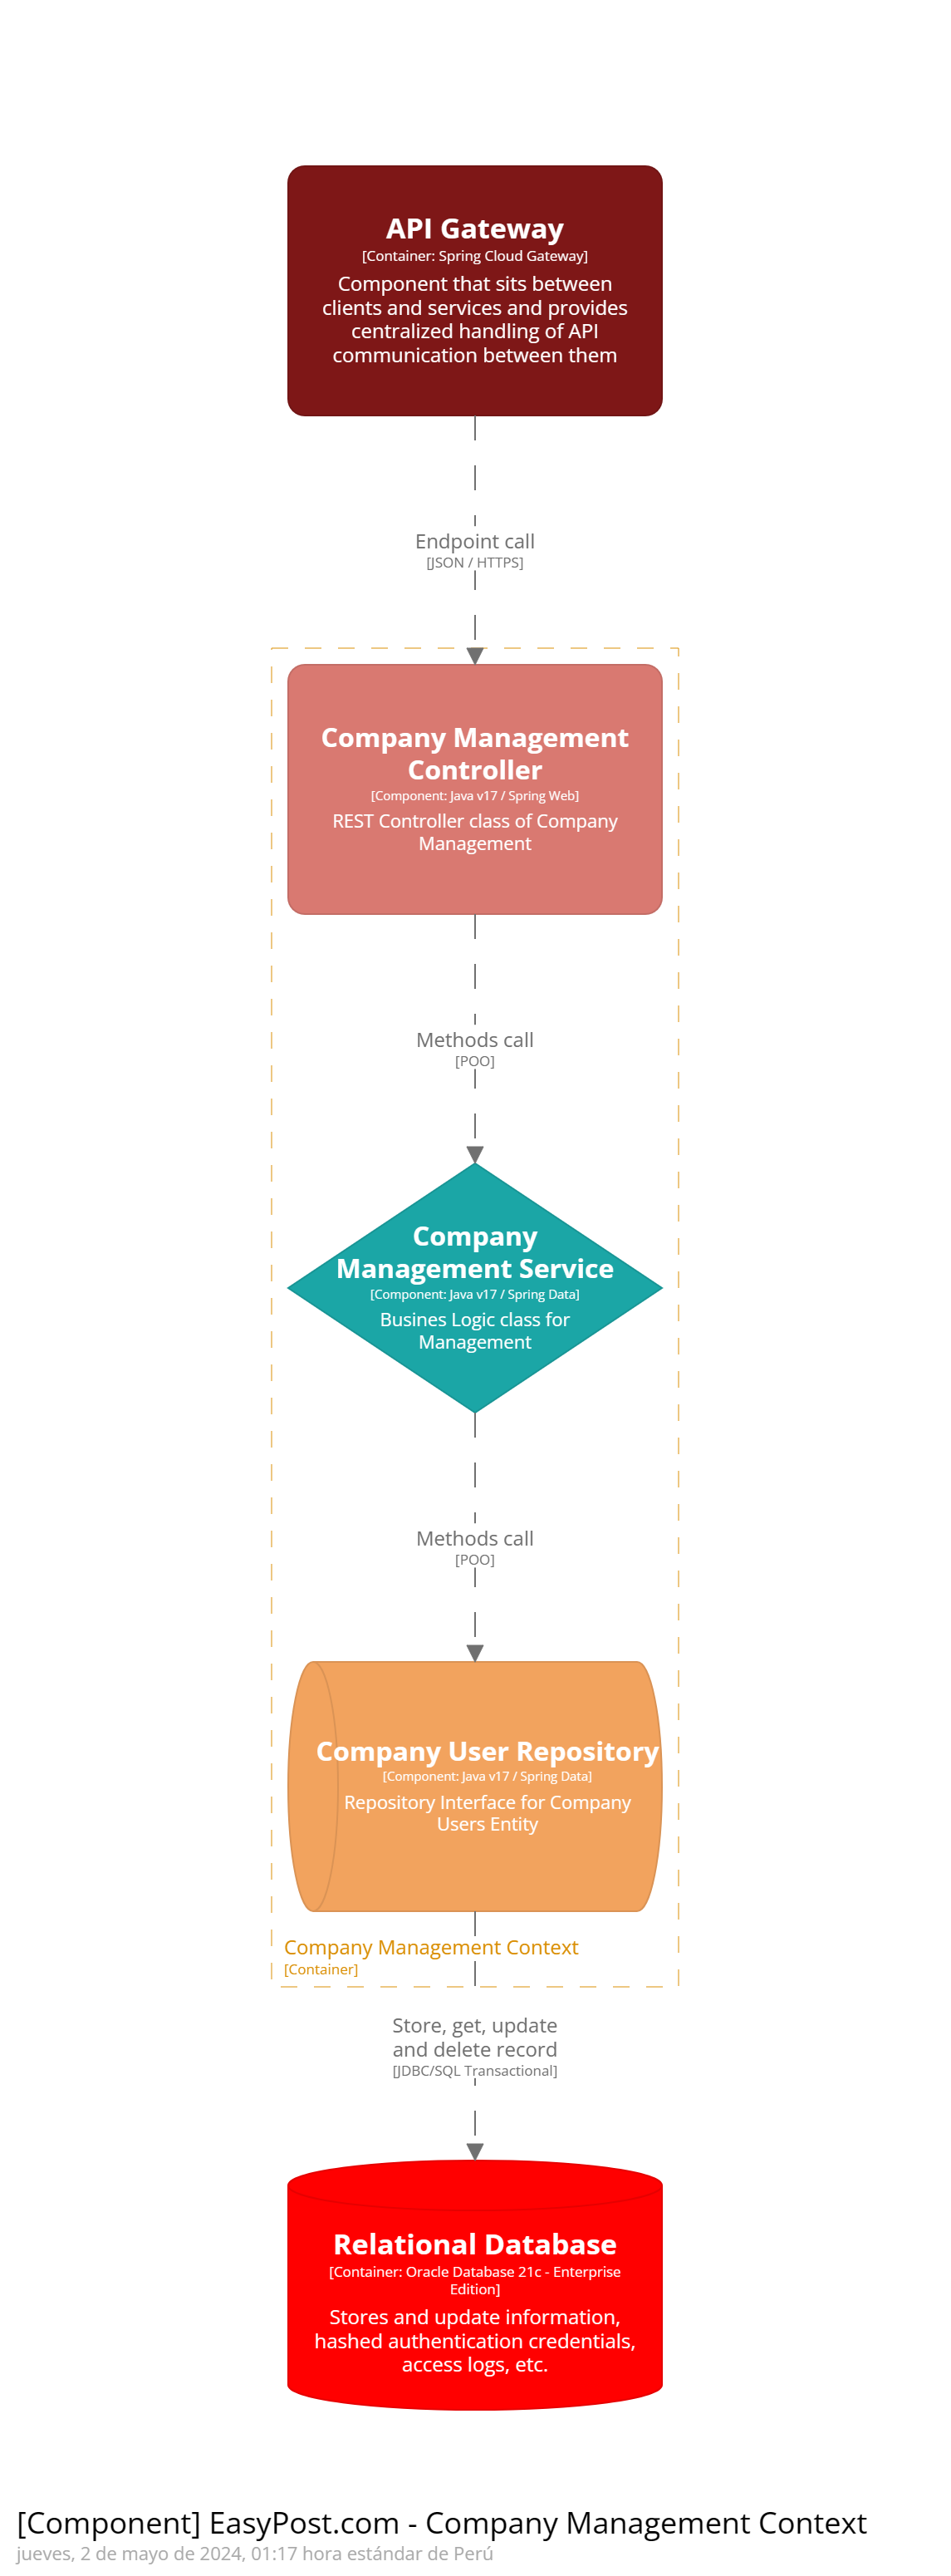 API Gateway
[Container: Spring Cloud Gateway]
Component that sits between
clients and services and provides
centralized handling of API
communication between them
Endpoint call
[JSON / HTTPS]
Company Management
Controller
[Component: Java v17 / Spring Web]
REST Controller class of Company
Management
Methods call
[POO]
Company
Management Service
[Component: Java v17 / Spring Data]
Busines Logic class for
Management
Methods call
[POO]
Company User Repository
[Component: Java v17 / Spring Data]
Repository Interface for Company
Users Entity
Company Management Context
[Container]
Store, get, update
and delete record
[JDBC/SQL Transactional]
Relational Database
[Container: Oracle Database 21c - Enterprise
Edition]
Stores and update information,
hashed authentication credentials,
access logs, etc.
[Component] EasyPost.com - Company Management Context
jueves, 2 de mayo de 2024, 01:17 hora estándar de Perú